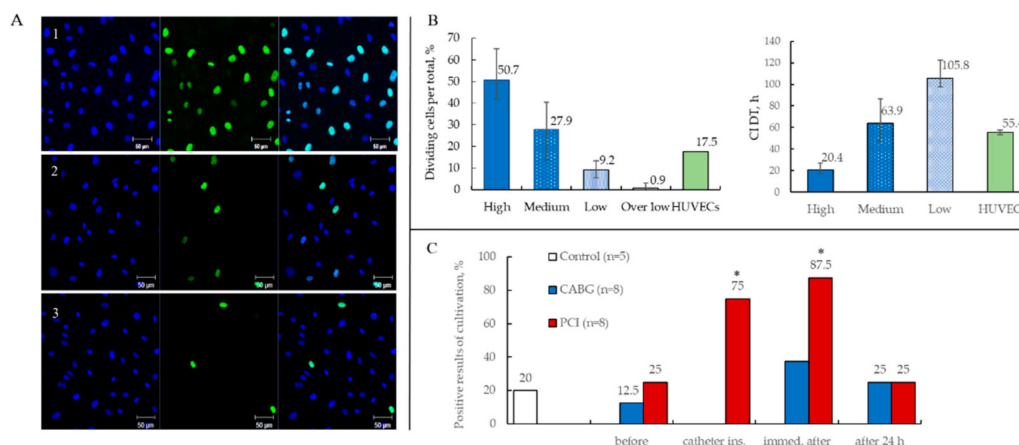 A
1
50 µm
50 µm
50 µm
2
50 µm
50 µm
50 µm
3
50 µm
50 µm
50 µm
B
Dividing cells per total, %
70
60
50
40
30
20
10
0
50.7
27.9
9.2
0.9
17.5
High Medium Low Over low HUVECs
CI DT, h
140
120
100
80
60
40
20
0
20.4
63.9
105.8
55.
High Medium Low HUVEC
C
Positive results of cultivation, %
100
80
60
40
20
0
Control (n=5)
CABG (n=8)
PCI (n=8)
20
12.5
25
*
75
*
87.5
25
25
before catheter ins. immed. after after 24 h